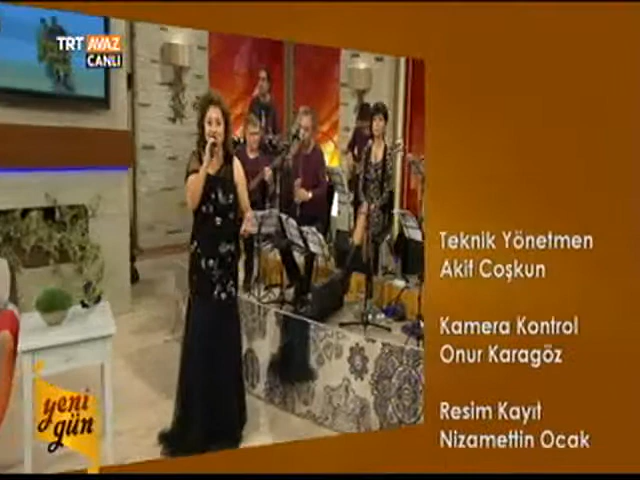 TRT AVAZ
CANLI
Teknik Yönetmen
Akif Coşkun
Kamera Kontrol
Onur Karagöz
Resim Kayıt
Nizamettin Ocak
yeni
gün